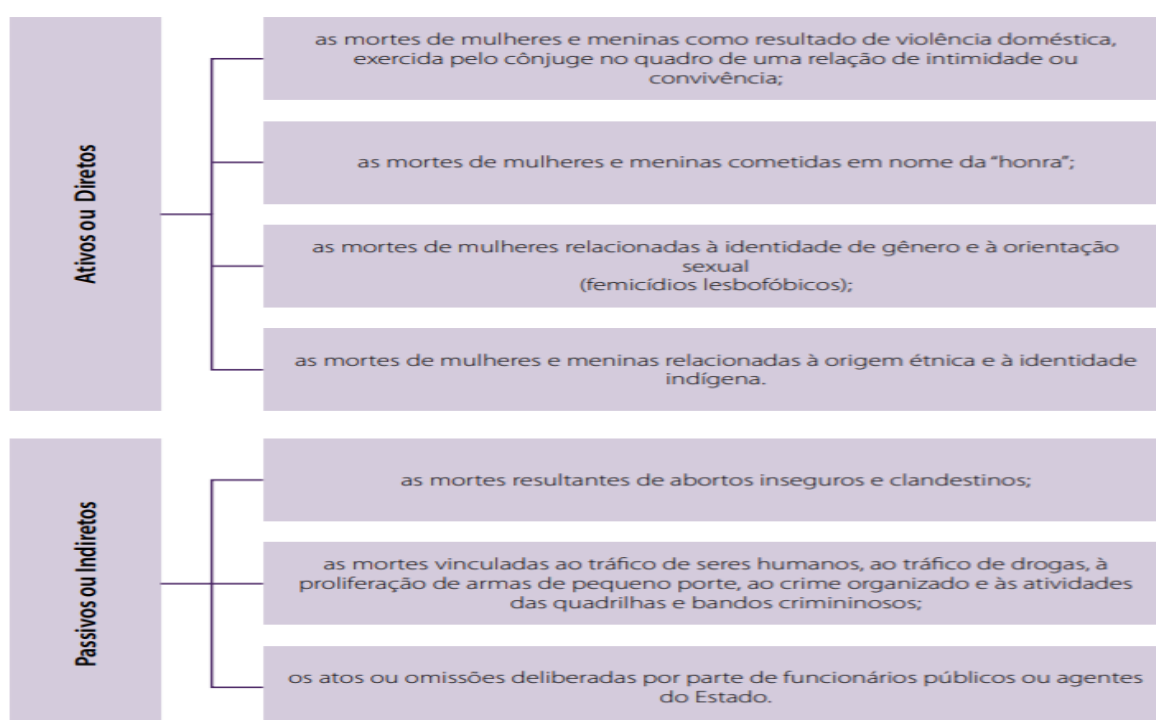 Ativos ou Diretos
as mortes de mulheres e meninas como resultado de violência doméstica,
exercida pelo cônjuge no quadro de uma relação de intimidade ou
convivência;
as mortes de mulheres e meninas cometidas em nome da “honra”;
as mortes de mulheres relacionadas à identidade de gênero e à orientação
sexual
(femicídios lesbofóbicos);
as mortes de mulheres e meninas relacionadas à origem étnica e à identidade
indígena.
Passivos ou Indiretos
as mortes resultantes de abortos inseguros e clandestinos;
as mortes vinculadas ao tráfico de seres humanos, ao tráfico de drogas, à
proliferação de armas de pequeno porte, ao crime organizado e às atividades
das quadrilhas e bandos crimininosos;
os atos ou omissões deliberadas por parte de funcionários públicos ou agentes
do Estado.